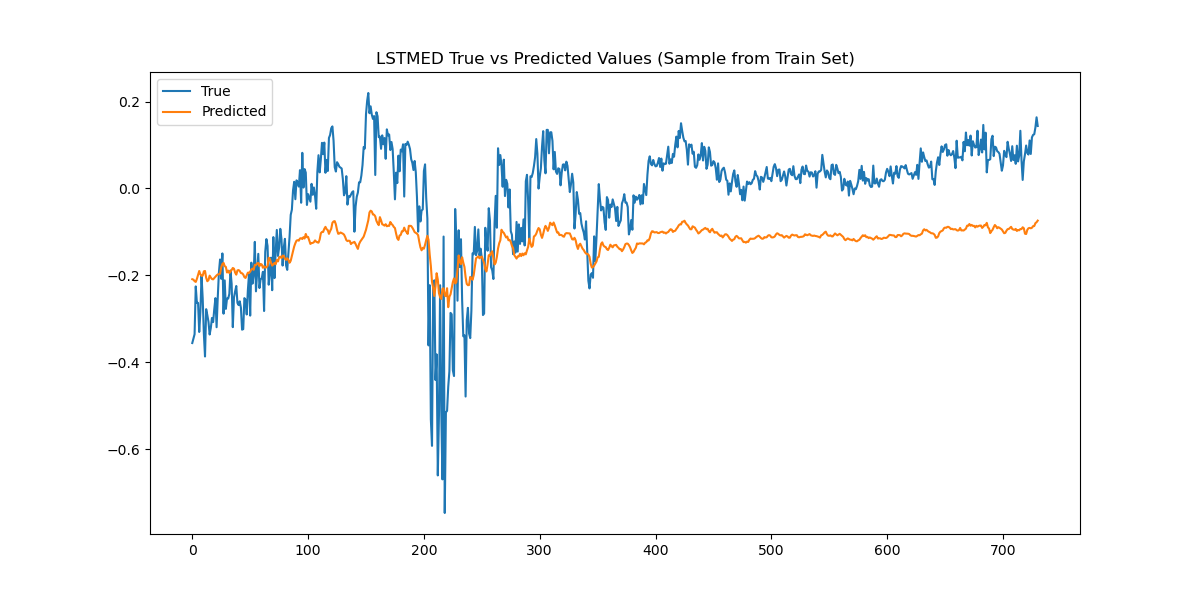 LSTMED True vs Predicted Values (Sample from Train Set)
True
Predicted
0.2
0.0
−0.2
−0.4
−0.6
0 100 200 300 400 500 600 700